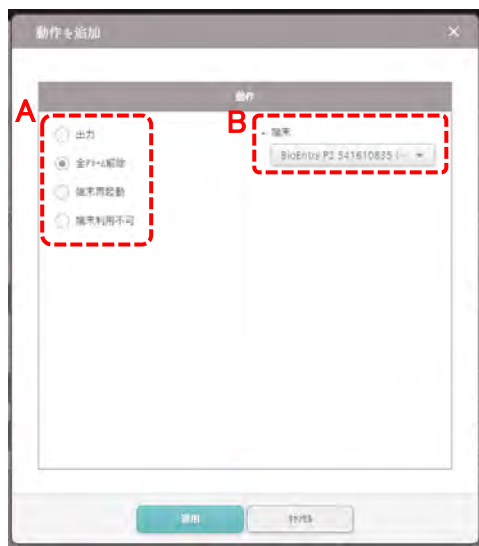 動作を追加
動作
A
B
出力
全ｱﾗｰﾑ解除
端末再起動
端末利用不可
・ 端末
BioEntry P2 541610835 (···
適用
ｷｬﾝｾﾙ